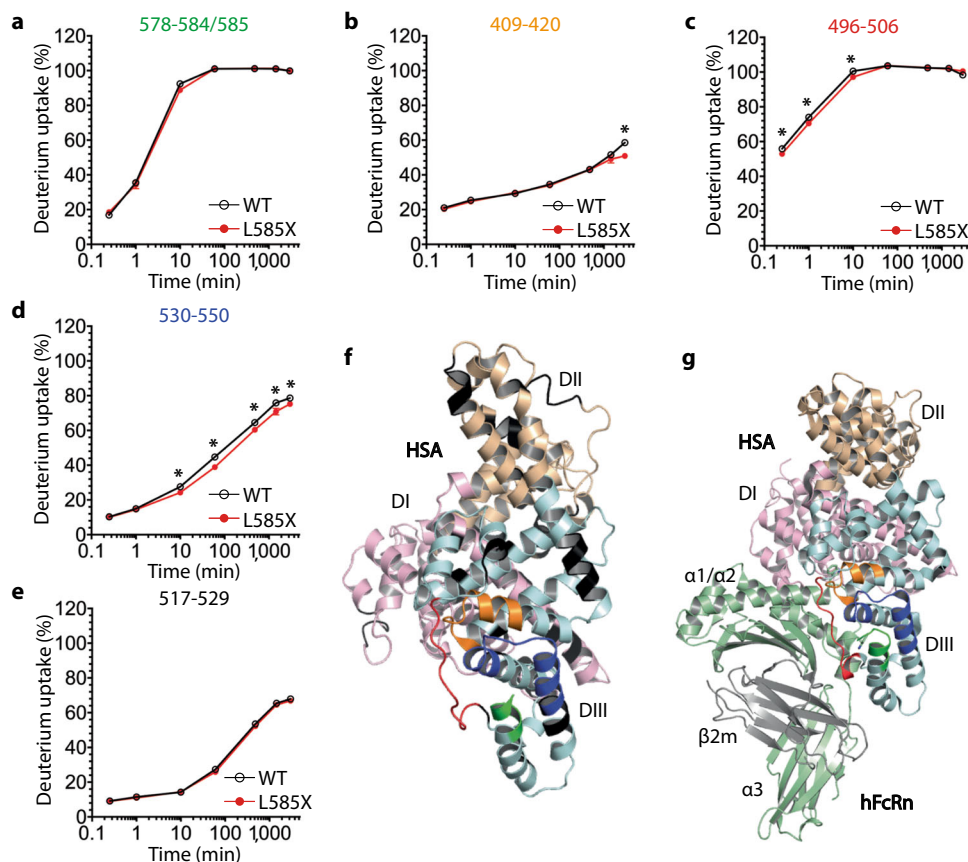 a
578-584/585
Deuterium uptake (%)
120
100
80
60
40
20
0
WT
L585X
0.1 1 10 100 1,000
Time (min)
b
409-420
Deuterium uptake (%)
120
100
80
60
40
20
0
*
WT
L585X
0.1 1 10 100 1,000
Time (min)
c
496-506
Deuterium uptake (%)
120
100
80
60
40
20
0
* * *
WT
L585X
0.1 1 10 100 1,000
Time (min)
d
530-550
Deuterium uptake (%)
120
100
80
60
40
20
0
* * * * *
WT
L585X
0.1 1 10 100 1,000
Time (min)
e
517-529
Deuterium uptake (%)
120
100
80
60
40
20
0
WT
L585X
0.1 1 10 100 1,000
Time (min)
f
DII
HSA
DI
DIII
g
DII
HSA
DI
α1/α2
DIII
β2m
α3
hFcRn